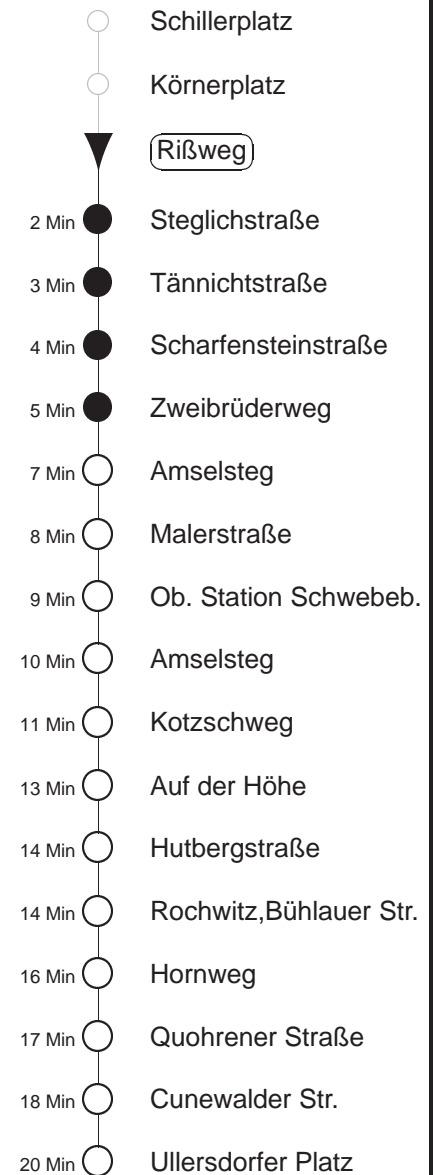 Schillerplatz
Körnerplatz
Rißweg
2 Min Steglichstraße
3 Min Tännichtstraße
4 Min Scharfensteinstraße
5 Min Zweibrüderweg
7 Min Amselsteg
8 Min Malerstraße
9 Min Ob. Station Schwebeb.
10 Min Amselsteg
11 Min Kotzschweg
13 Min Auf der Höhe
14 Min Hutbergstraße
14 Min Rochwitz,Bühlauer Str.
16 Min Hornweg
17 Min Quohrener Straße
18 Min Cunewalder Str.
20 Min Ullersdorfer Platz